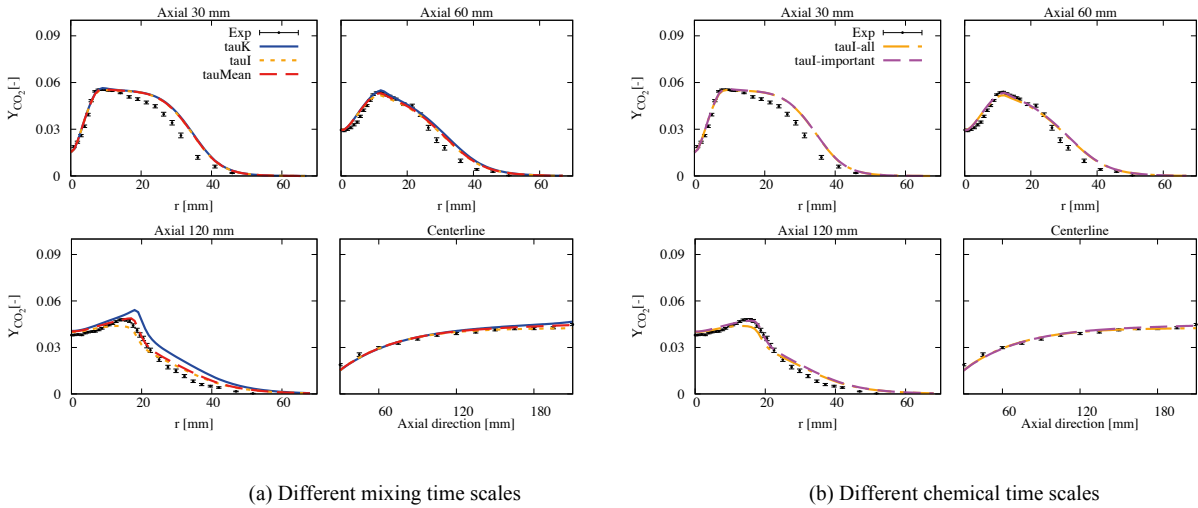 Axial 30 mm
Axial 60 mm
0.09
0.06
0.03
0
Y_CO2[-]
Exp
tauK
tauI
tauMean
0 20 40 60
r [mm]
0 20 40 60
r [mm]
Axial 120 mm
Centerline
0.09
0.06
0.03
0
Y_CO2[-]
0 20 40 60
r [mm]
60 120 180
Axial direction [mm]
(a) Different mixing time scales
Axial 30 mm
Axial 60 mm
0.09
0.06
0.03
0
Y_CO2[-]
Exp
tauI-all
tauI-important
0 20 40 60
r [mm]
0 20 40 60
r [mm]
Axial 120 mm
Centerline
0.09
0.06
0.03
0
Y_CO2[-]
0 20 40 60
r [mm]
60 120 180
Axial direction [mm]
(b) Different chemical time scales